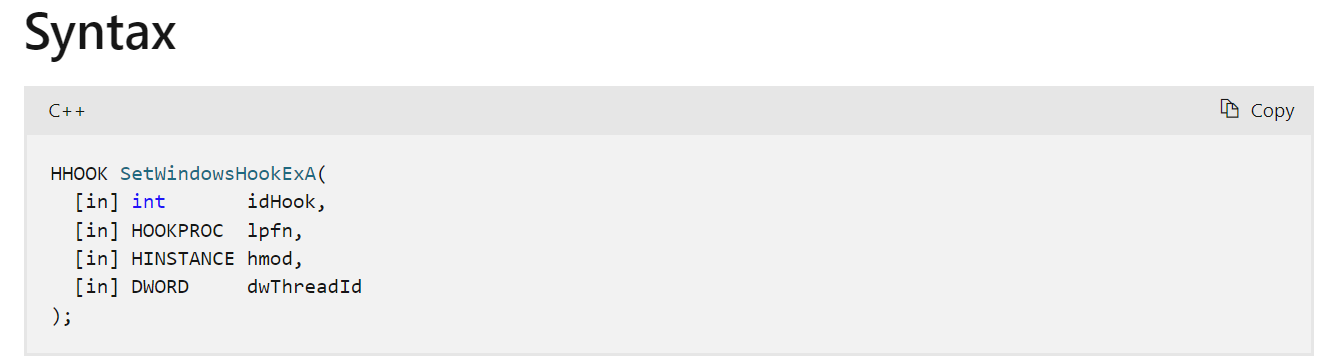 Syntax
C++ Copy
HHOOK SetWindowsHookExA(
  [in] int       idHook,
  [in] HOOKPROC  lpfn,
  [in] HINSTANCE hmod,
  [in] DWORD     dwThreadId
);